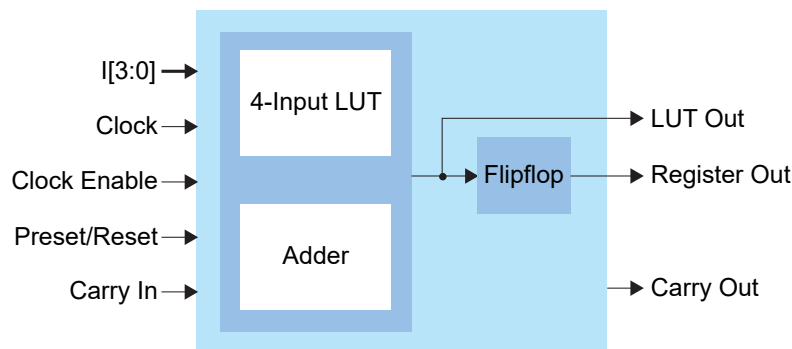 I[3:0]
Clock
Clock Enable
Preset/Reset
Carry In
4-Input LUT
Adder
Flipflop
LUT Out
Register Out
Carry Out